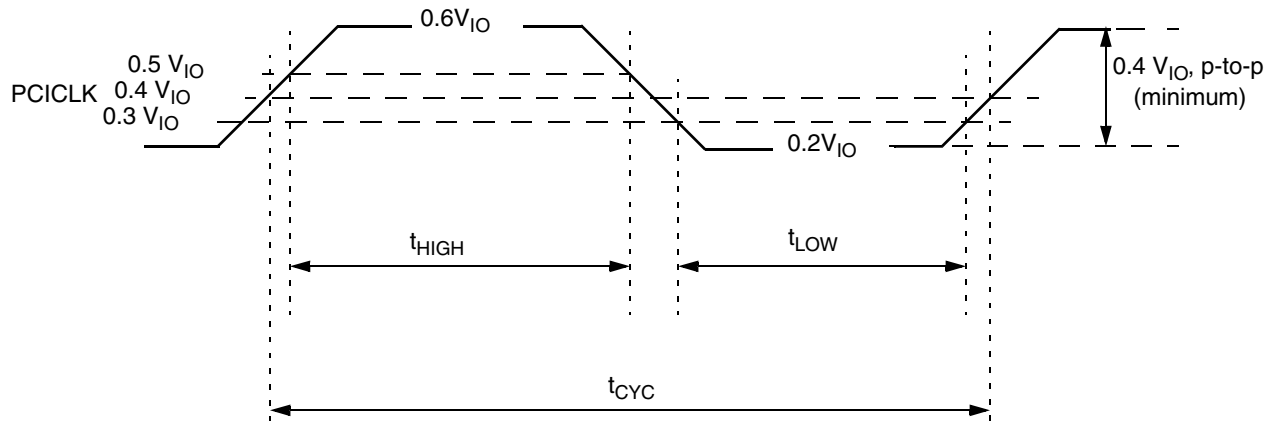 0.6V_IO
0.5 V_IO
PCICLK 0.4 V_IO
0.3 V_IO
0.4 V_IO, p-to-p
(minimum)
0.2V_IO
t_HIGH
t_LOW
t_CYC